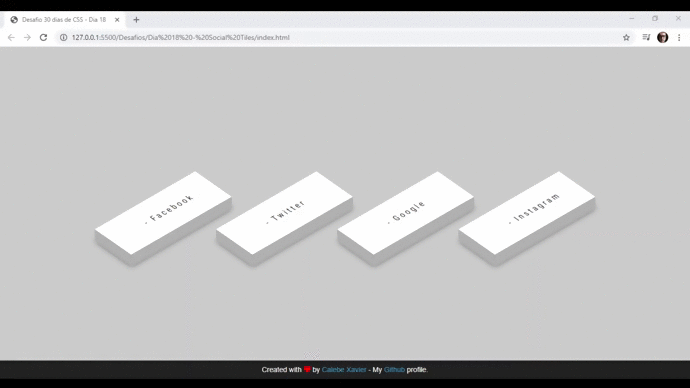 Desafio 30 dias de CSS - Dia 18
127.0.0.1:5500/Desafios/Dia%2018%20-%20Social%20Tiles/index.html
- Facebook
- Twitter
- Google
- Instagram
Created with ❤ by Calebe Xavier - My Github profile.